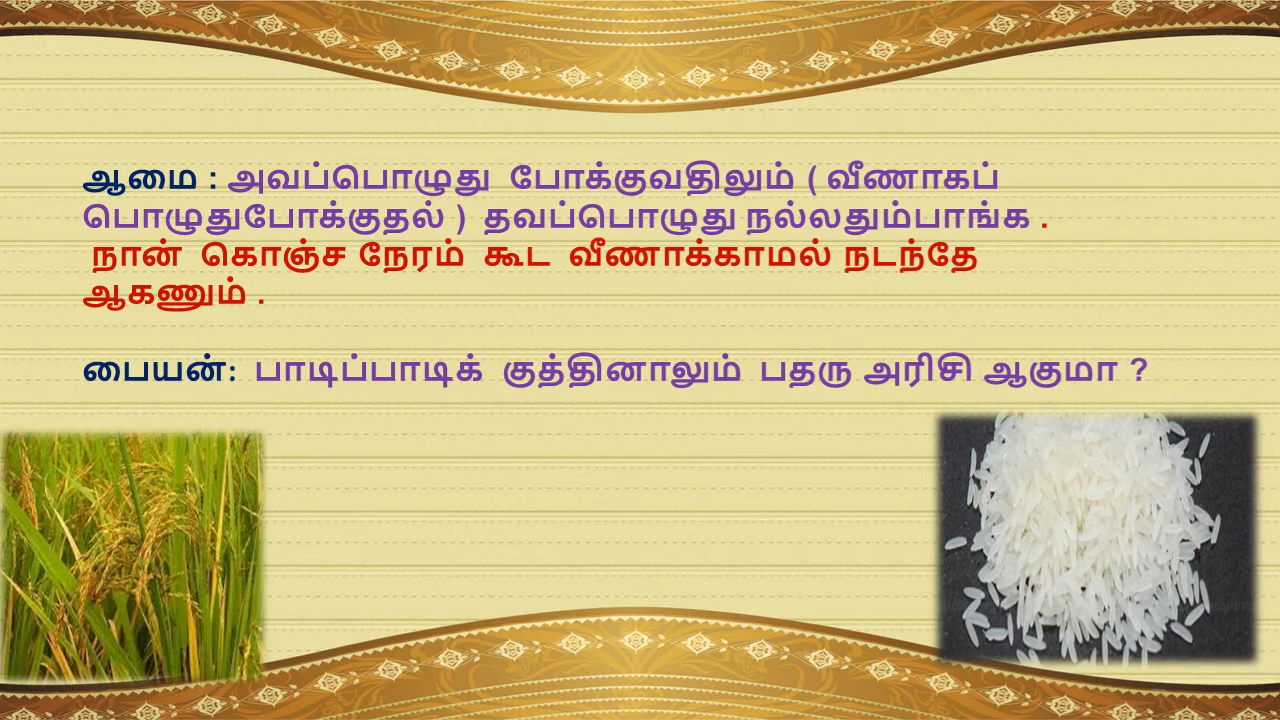 ஆமை : அவப்பொழுது போக்குவதிலும் ( வீணாகப்
பொழுதுபோக்குதல் ) தவப்பொழுது நல்லதும்பாங்க .
நான் கொஞ்ச நேரம் கூட வீணாக்காமல் நடந்தே
ஆகணும் .
பையன்: பாடிப்பாடிக் குத்தினாலும் பதரு அரிசி ஆகுமா ?